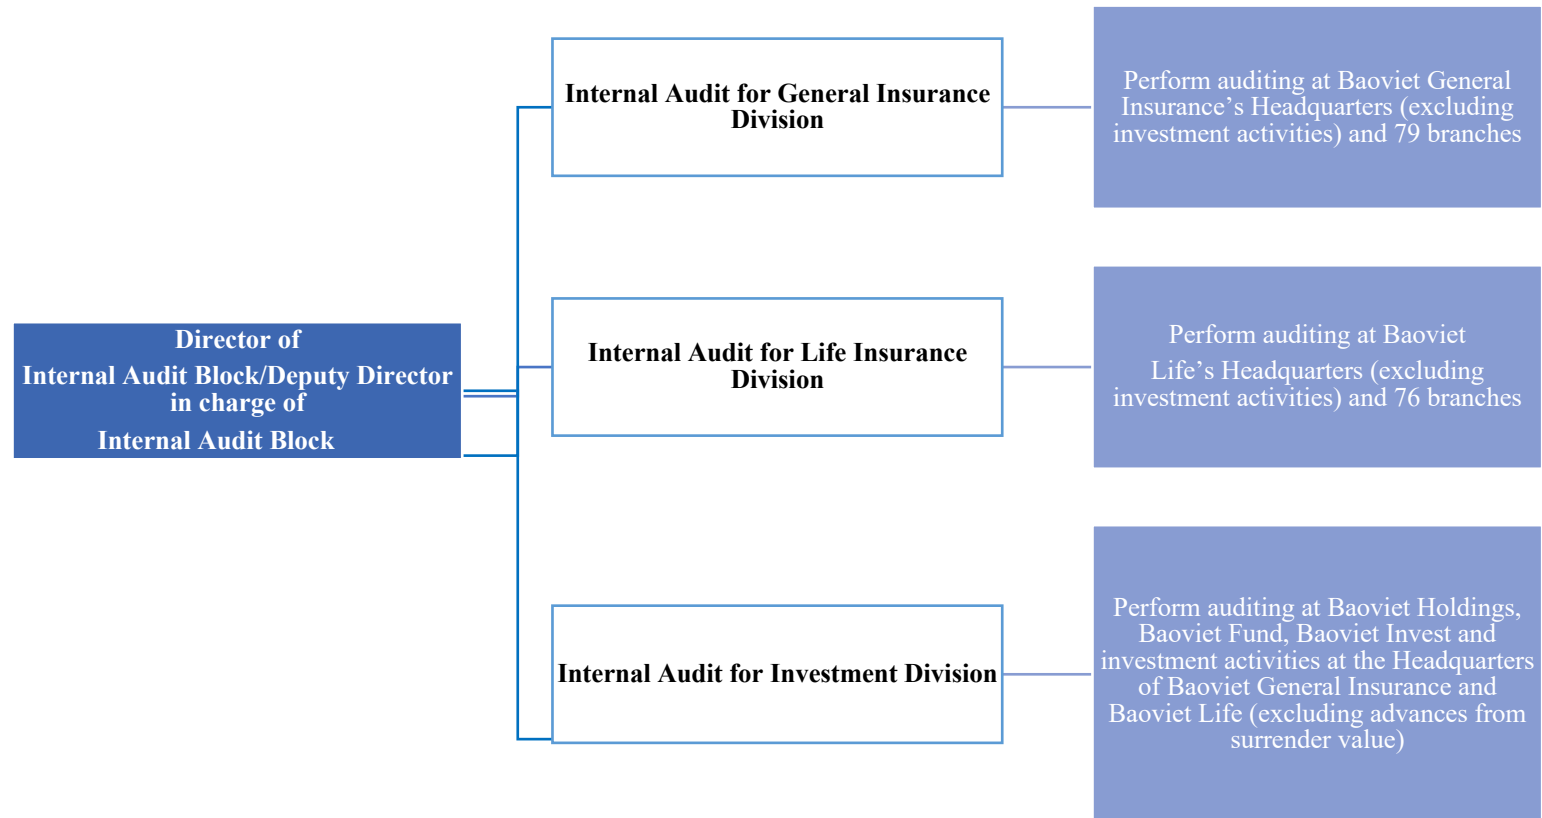 Director of
Internal Audit Block/Deputy Director
in charge of
Internal Audit Block
Internal Audit for General Insurance
Division
Perform auditing at Baoviet General
Insurance’s Headquarters (excluding
investment activities) and 79 branches
Internal Audit for Life Insurance
Division
Perform auditing at Baoviet
Life’s Headquarters (excluding
investment activities) and 76 branches
Internal Audit for Investment Division
Perform auditing at Baoviet Holdings,
Baoviet Fund, Baoviet Invest and
investment activities at the Headquarters
of Baoviet General Insurance and
Baoviet Life (excluding advances from
surrender value)